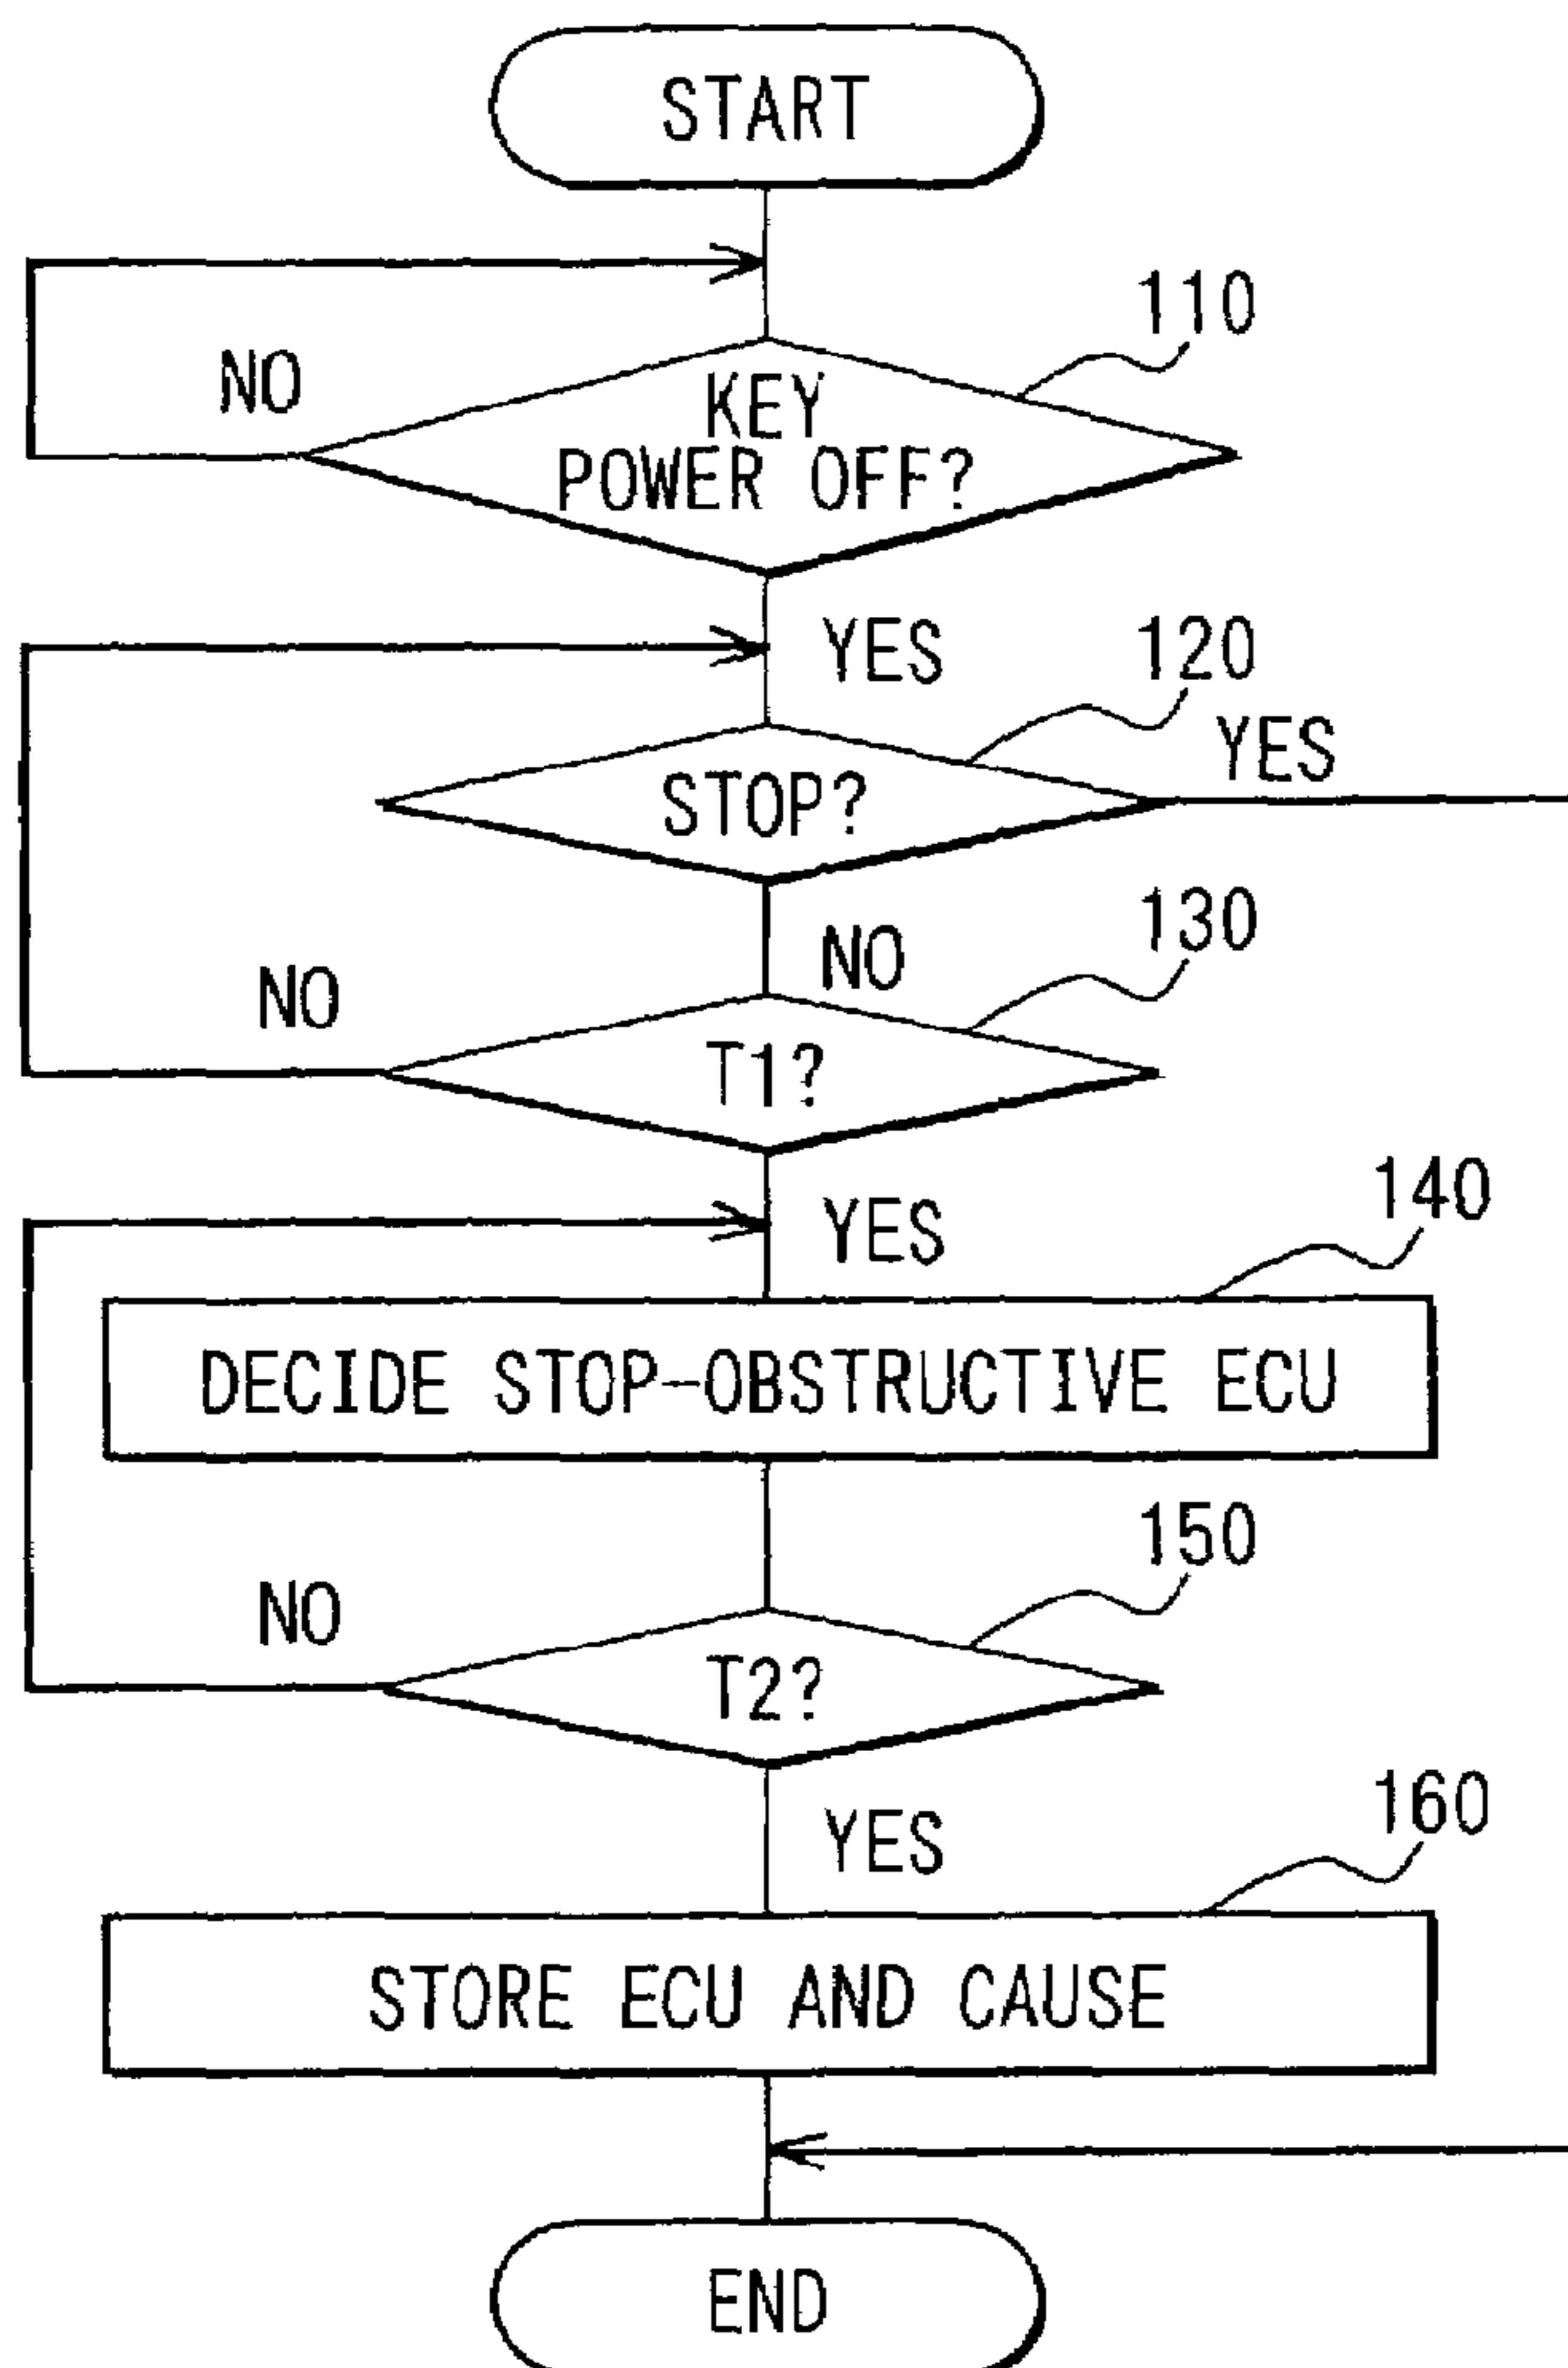 START
110
NO
KEY
POWER OFF?
YES
120
YES
STOP?
130
NO
NO
T1?
140
YES
DECIDE STOP-OBSTRUCTIVE ECU
150
NO
T2?
160
YES
STORE ECU AND CAUSE
END